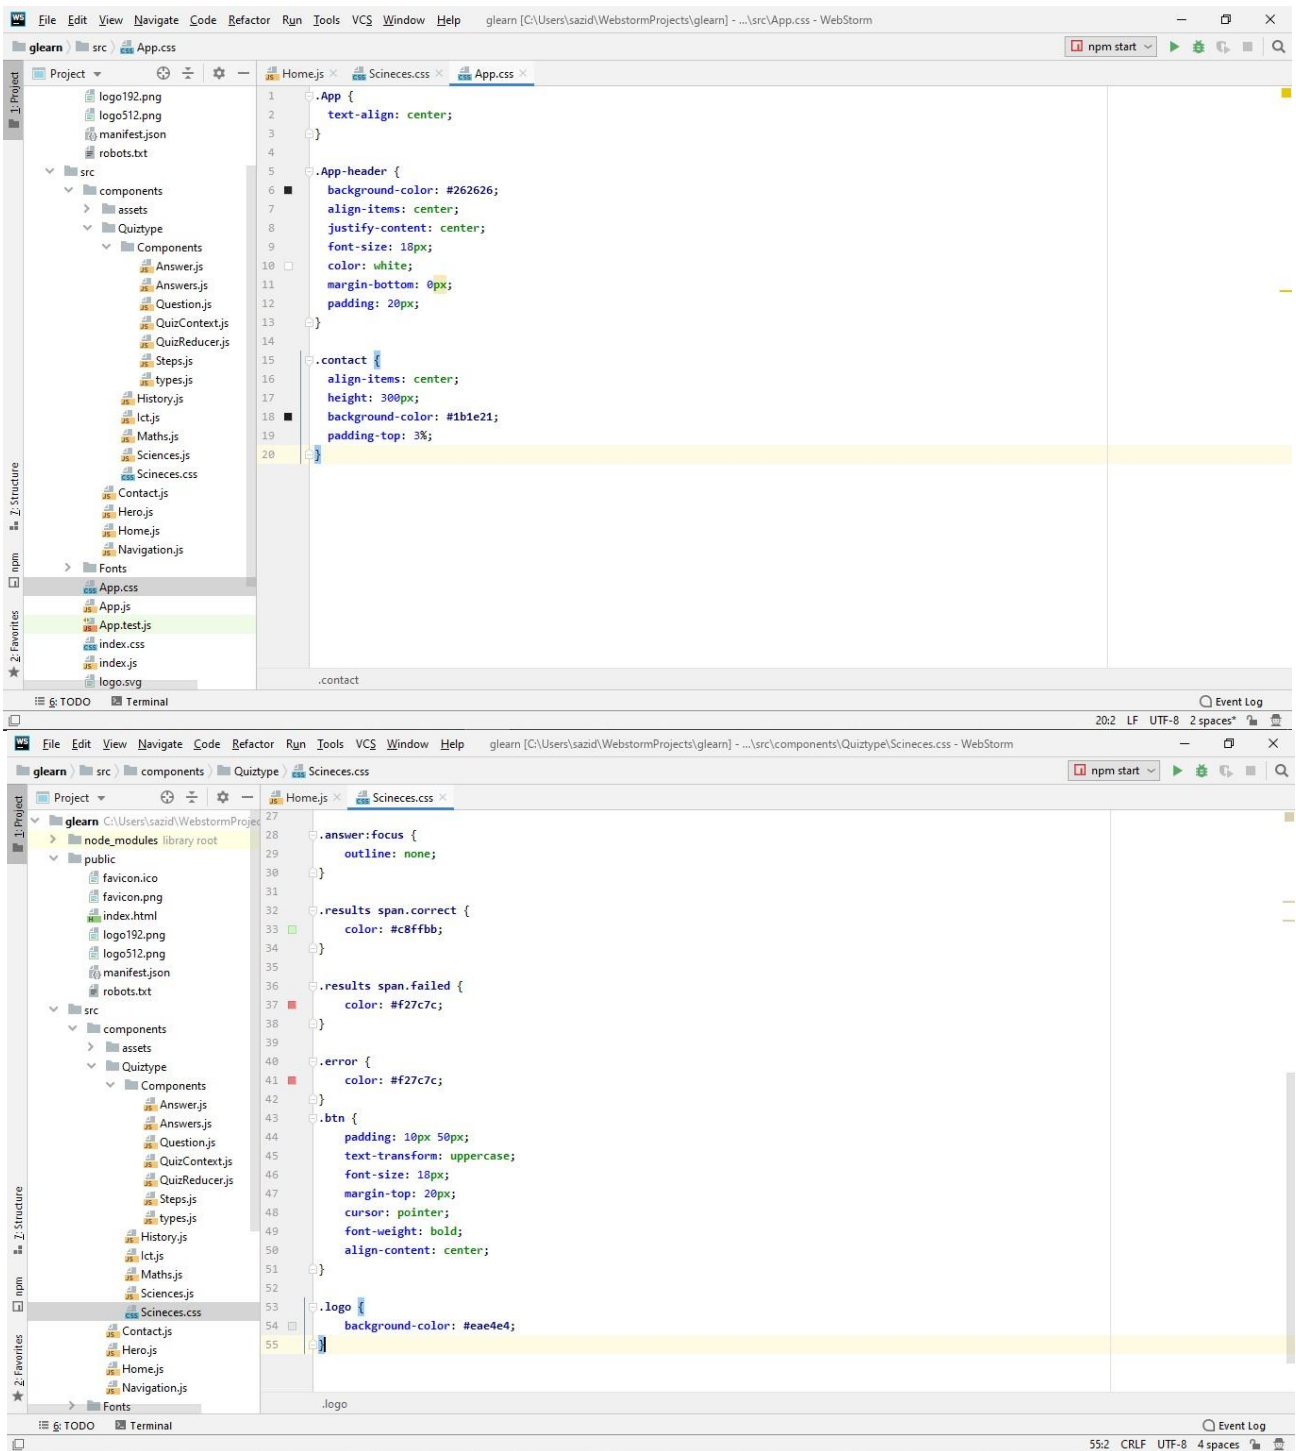 WS File Edit View Navigate Code Refactor Run Tools VCS Window Help glearn [C:\Users\sazid\WebstormProjects\glearn] - ...\src\App.css - WebStorm
glearn src App.css npm start
1: Project Project Home.js Scineces.css App.css
logo192.png
logo512.png
manifest.json
robots.txt
src
components
assets
Quiztype
Components
Answer.js
Answers.js
Question.js
QuizContext.js
QuizReducer.js
Steps.js
types.js
History.js
Ict.js
Maths.js
Sciences.js
Scineces.css
Contact.js
Hero.js
Home.js
Navigation.js
Fonts
App.css
App.js
App.test.js
index.css
index.js
logo.svg
7: Structure
npm
2: Favorites
1 .App {
2 text-align: center;
3 }
4
5 .App-header {
6 background-color: #262626;
7 align-items: center;
8 justify-content: center;
9 font-size: 18px;
10 color: white;
11 margin-bottom: 0px;
12 padding: 20px;
13 }
14
15 .contact {
16 align-items: center;
17 height: 300px;
18 background-color: #1b1e21;
19 padding-top: 3%;
20 }
.contact
6: TODO Terminal Event Log
20:2 LF UTF-8 2 spaces*
WS File Edit View Navigate Code Refactor Run Tools VCS Window Help glearn [C:\Users\sazid\WebstormProjects\glearn] - ...\src\components\Quiztype\Scineces.css - WebStorm
glearn src components Quiztype Scineces.css npm start
1: Project Project Home.js Scineces.css
glearn C:\Users\sazid\WebstormProjec
node_modules library root
public
favicon.ico
favicon.png
index.html
logo192.png
logo512.png
manifest.json
robots.txt
src
components
assets
Quiztype
Components
Answer.js
Answers.js
Question.js
QuizContext.js
QuizReducer.js
Steps.js
types.js
History.js
Ict.js
Maths.js
Sciences.js
Scineces.css
Contact.js
Hero.js
Home.js
Navigation.js
Fonts
7: Structure
npm
2: Favorites
27
28 .answer:focus {
29 outline: none;
30 }
31
32 .results span.correct {
33 color: #c8ffbb;
34 }
35
36 .results span.failed {
37 color: #f27c7c;
38 }
39
40 .error {
41 color: #f27c7c;
42 }
43 .btn {
44 padding: 10px 50px;
45 text-transform: uppercase;
46 font-size: 18px;
47 margin-top: 20px;
48 cursor: pointer;
49 font-weight: bold;
50 align-content: center;
51 }
52
53 .logo {
54 background-color: #eae4e4;
55 }
.logo
6: TODO Terminal Event Log
55:2 CRLF UTF-8 4 spaces